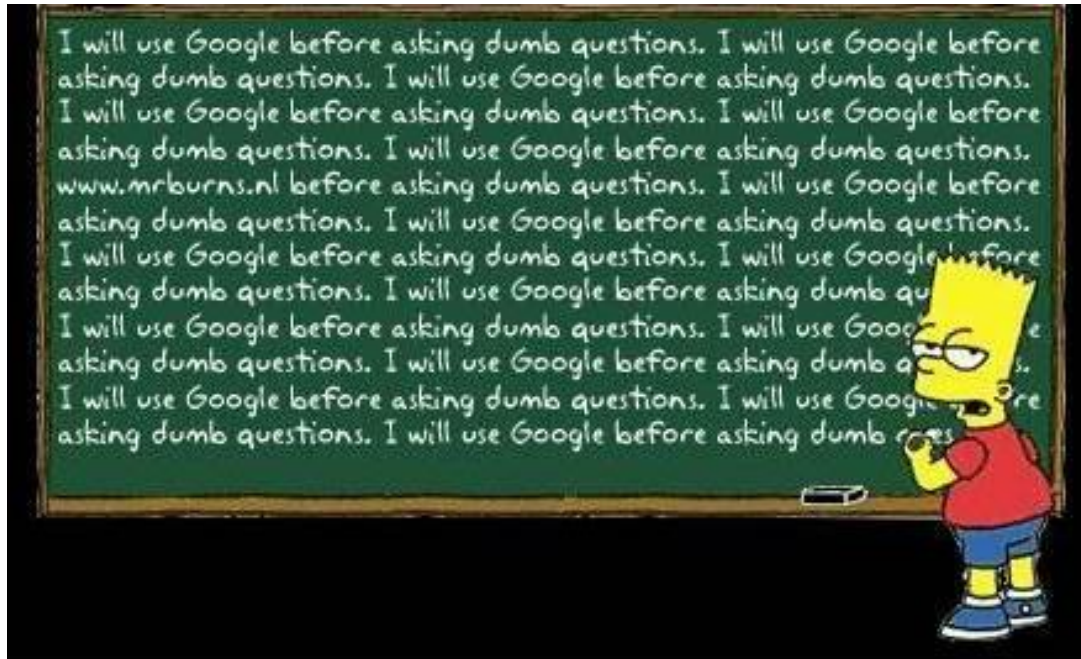 I will use Google before asking dumb questions. I will use Google before
asking dumb questions. I will use Google before asking dumb questions.
I will use Google before asking dumb questions. I will use Google before
asking dumb questions. I will use Google before asking dumb questions.
www.mrburns.nl before asking dumb questions. I will use Google before
asking dumb questions. I will use Google before asking dumb questions.
I will use Google before asking dumb questions. I will use Google before
asking dumb questions. I will use Google before asking dumb
I will use Google before asking dumb questions. I will use
asking dumb questions. I will use Google before asking dumb
I will use Google before asking dumb questions. I will use
asking dumb questions. I will use Google before asking dumb